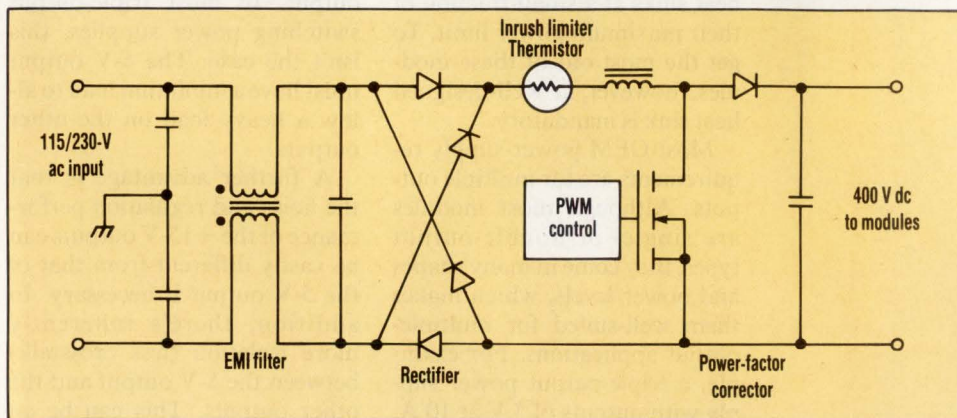 Inrush limiter
Thermistor
115/230-V
ac input
PWM
control
400 V dc
to modules
EMI filter
Rectifier
Power-factor
corrector